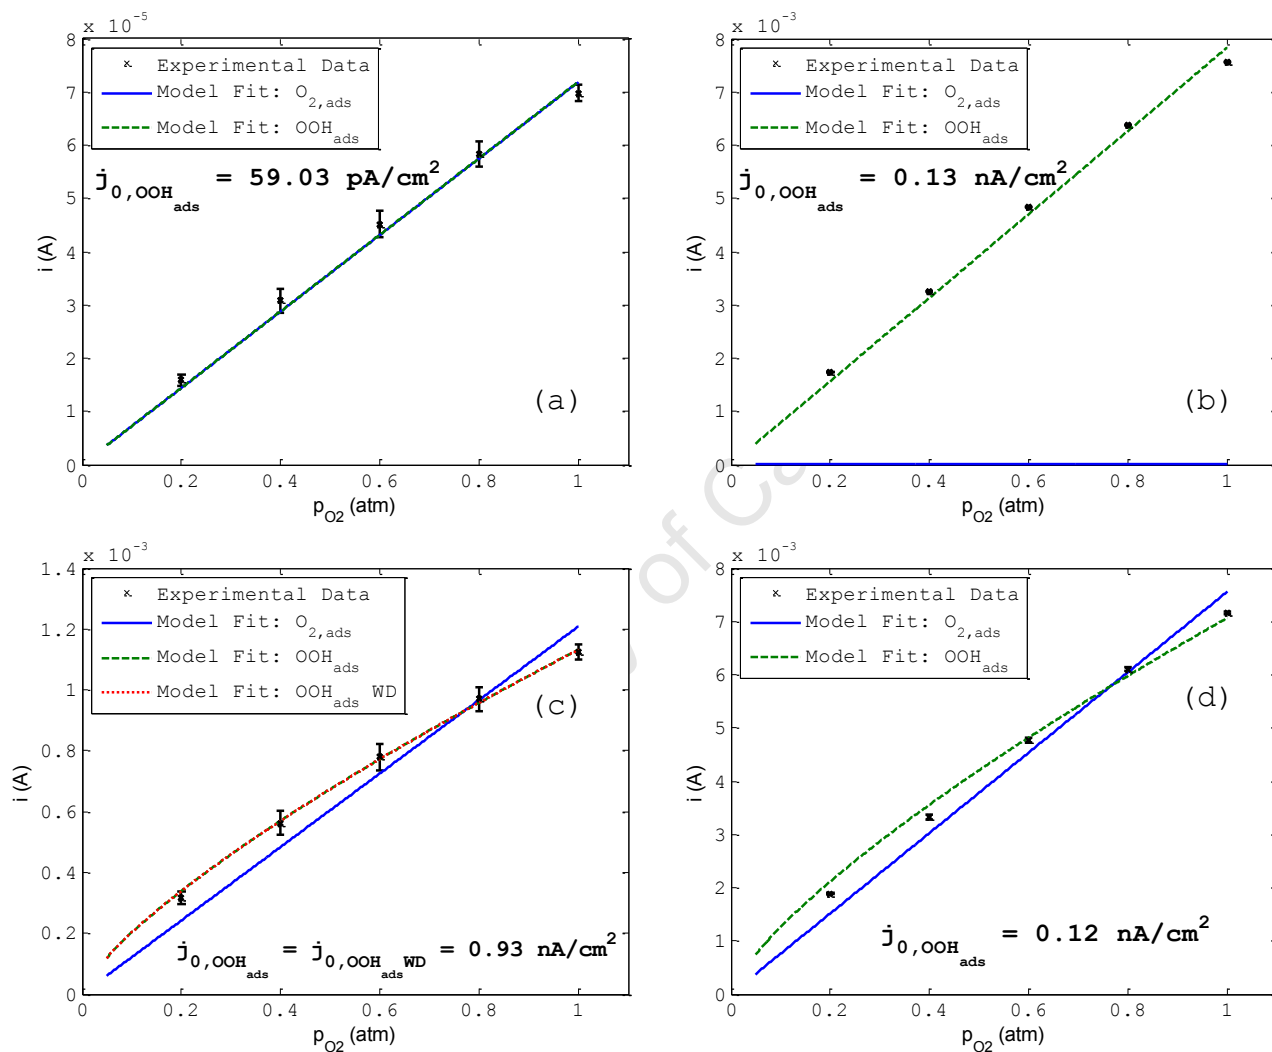 x 10-5
8
7
6
5
4
3
2
1
0
0 0.2 0.4 0.6 0.8 1
i (A)
pO2 (atm)
Experimental Data
Model Fit: O2,ads
Model Fit: OOHads
j0,OOHads = 59.03 pA/cm2
(a)
x 10-3
8
7
6
5
4
3
2
1
0
0 0.2 0.4 0.6 0.8 1
i (A)
pO2 (atm)
Experimental Data
Model Fit: O2,ads
Model Fit: OOHads
j0,OOHads = 0.13 nA/cm2
(b)
x 10-3
1.4
1.2
1
0.8
0.6
0.4
0.2
0
0 0.2 0.4 0.6 0.8 1
i (A)
pO2 (atm)
Experimental Data
Model Fit: O2,ads
Model Fit: OOHads
Model Fit: OOHads WD
(c)
j0,OOHads = j0,OOHadsWD = 0.93 nA/cm2
x 10-3
8
7
6
5
4
3
2
1
0
0 0.2 0.4 0.6 0.8 1
i (A)
pO2 (atm)
Experimental Data
Model Fit: O2,ads
Model Fit: OOHads
(d)
j0,OOHads = 0.12 nA/cm2
of